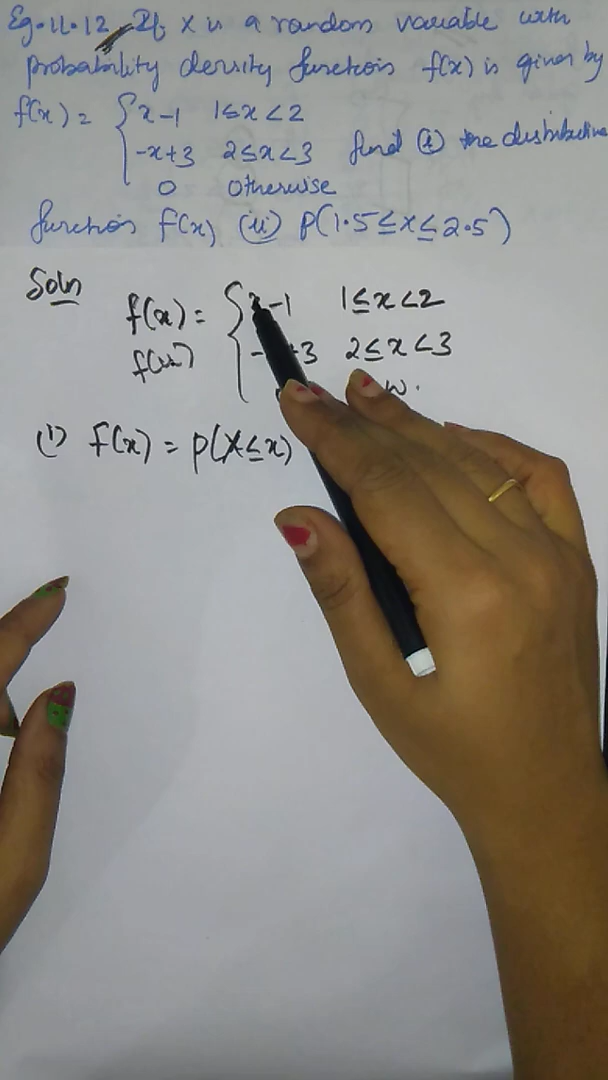 Eg.11.12 If x is a random variable with
probability density function f(x) is given by
f(x) = { x-1 1≤x<2
-x+3 2≤x<3 find (i) the distribution
0 otherwise
function f(x) (ii) P(1.5≤x≤2.5)
Soln
f(x) = { x-1 1≤x<2
f(x) - +3 2≤x<3
w.
(i) f(x) = P(X≤x)